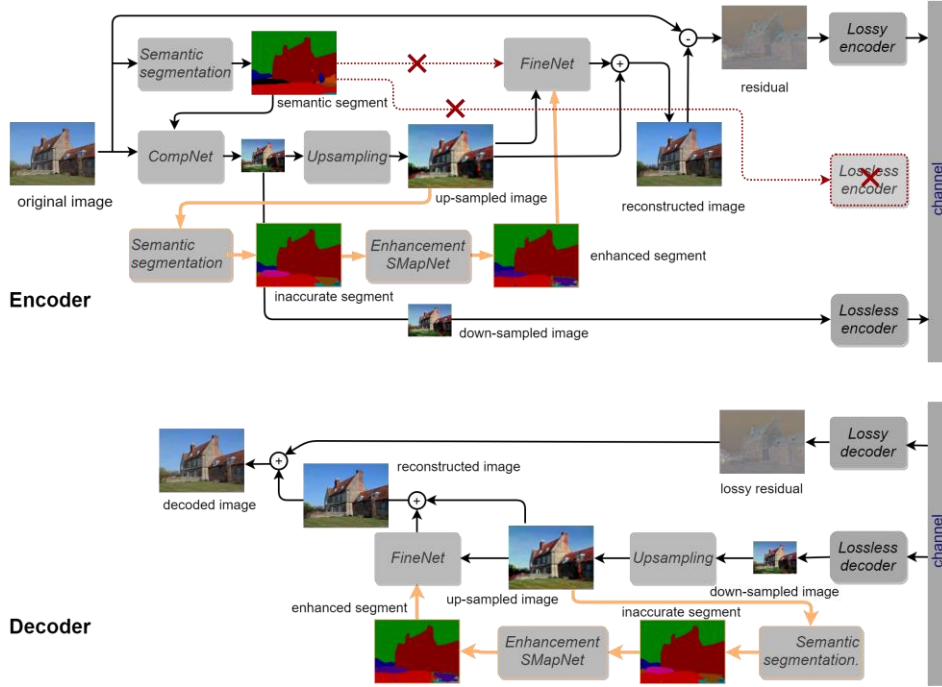 Semantic
segmentation
semantic segment
FineNet
+
-
residual
Lossy
encoder
original image
CompNet
Upsampling
up-sampled image
reconstructed image
Lossless
encoder
channel
Semantic
segmentation
inaccurate segment
Enhancement
SMapNet
enhanced segment
Encoder
down-sampled image
Lossless
encoder
decoded image
+
reconstructed image
+
lossy residual
Lossy
decoder
channel
FineNet
up-sampled image
Upsampling
down-sampled image
Lossless
decoder
enhanced segment
inaccurate segment
Decoder
Enhancement
SMapNet
Semantic
segmentation.